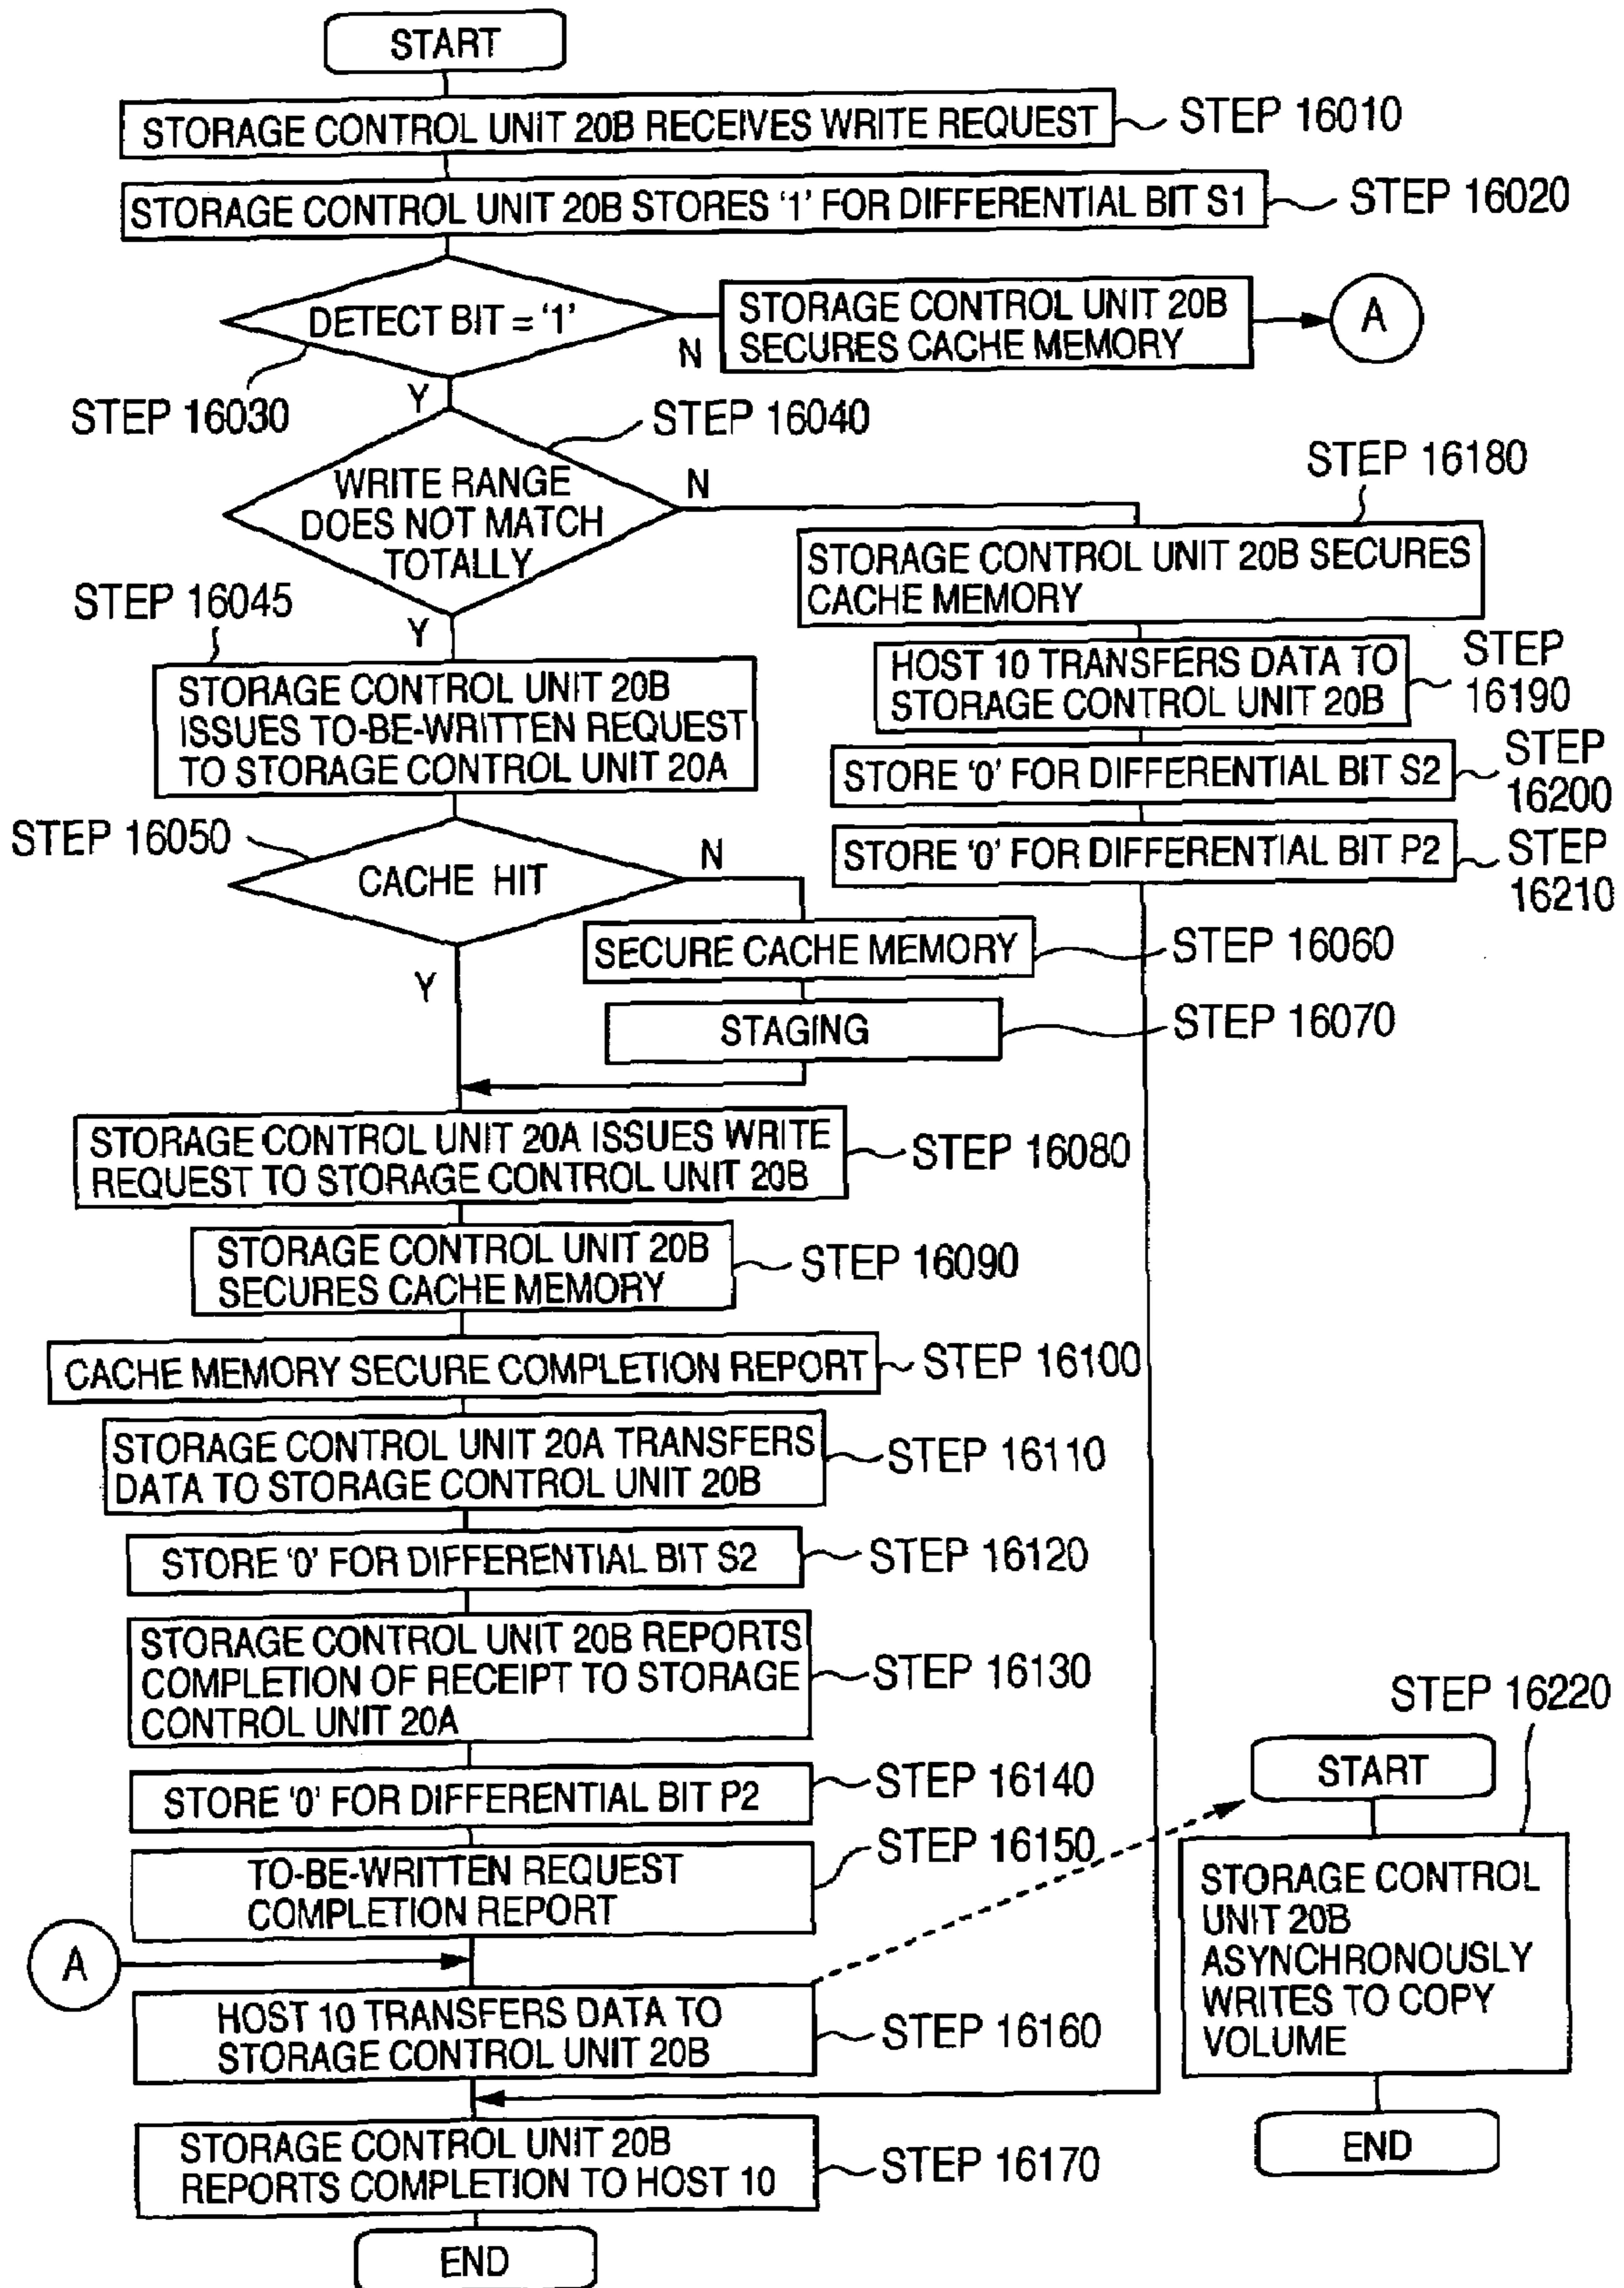 START
STORAGE CONTROL UNIT 20B RECEIVES WRITE REQUEST
STEP 16010
STORAGE CONTROL UNIT 20B STORES '1' FOR DIFFERENTIAL BIT S1
STEP 16020
DETECT BIT = '1'
N
STORAGE CONTROL UNIT 20B
SECURES CACHE MEMORY
A
STEP 16030
Y
STEP 16040
WRITE RANGE
DOES NOT MATCH
TOTALLY
N
STEP 16180
STORAGE CONTROL UNIT 20B SECURES
CACHE MEMORY
STEP 16045
Y
STORAGE CONTROL UNIT 20B
ISSUES TO-BE-WRITTEN REQUEST
TO STORAGE CONTROL UNIT 20A
HOST 10 TRANSFERS DATA TO
STORAGE CONTROL UNIT 20B
STEP
16190
STORE '0' FOR DIFFERENTIAL BIT S2
STEP
16200
STEP 16050
CACHE HIT
N
STORE '0' FOR DIFFERENTIAL BIT P2
STEP
16210
Y
SECURE CACHE MEMORY
STEP 16060
STAGING
STEP 16070
STORAGE CONTROL UNIT 20A ISSUES WRITE
REQUEST TO STORAGE CONTROL UNIT 20B
STEP 16080
STORAGE CONTROL UNIT 20B
SECURES CACHE MEMORY
STEP 16090
CACHE MEMORY SECURE COMPLETION REPORT
STEP 16100
STORAGE CONTROL UNIT 20A TRANSFERS
DATA TO STORAGE CONTROL UNIT 20B
STEP 16110
STORE '0' FOR DIFFERENTIAL BIT S2
STEP 16120
STORAGE CONTROL UNIT 20B REPORTS
COMPLETION OF RECEIPT TO STORAGE
CONTROL UNIT 20A
STEP 16130
STORE '0' FOR DIFFERENTIAL BIT P2
STEP 16140
TO-BE-WRITTEN REQUEST
COMPLETION REPORT
STEP 16150
A
HOST 10 TRANSFERS DATA TO
STORAGE CONTROL UNIT 20B
STEP 16160
STORAGE CONTROL UNIT 20B
REPORTS COMPLETION TO HOST 10
STEP 16170
END
STEP 16220
START
STORAGE CONTROL
UNIT 20B
ASYNCHRONOUSLY
WRITES TO COPY
VOLUME
END